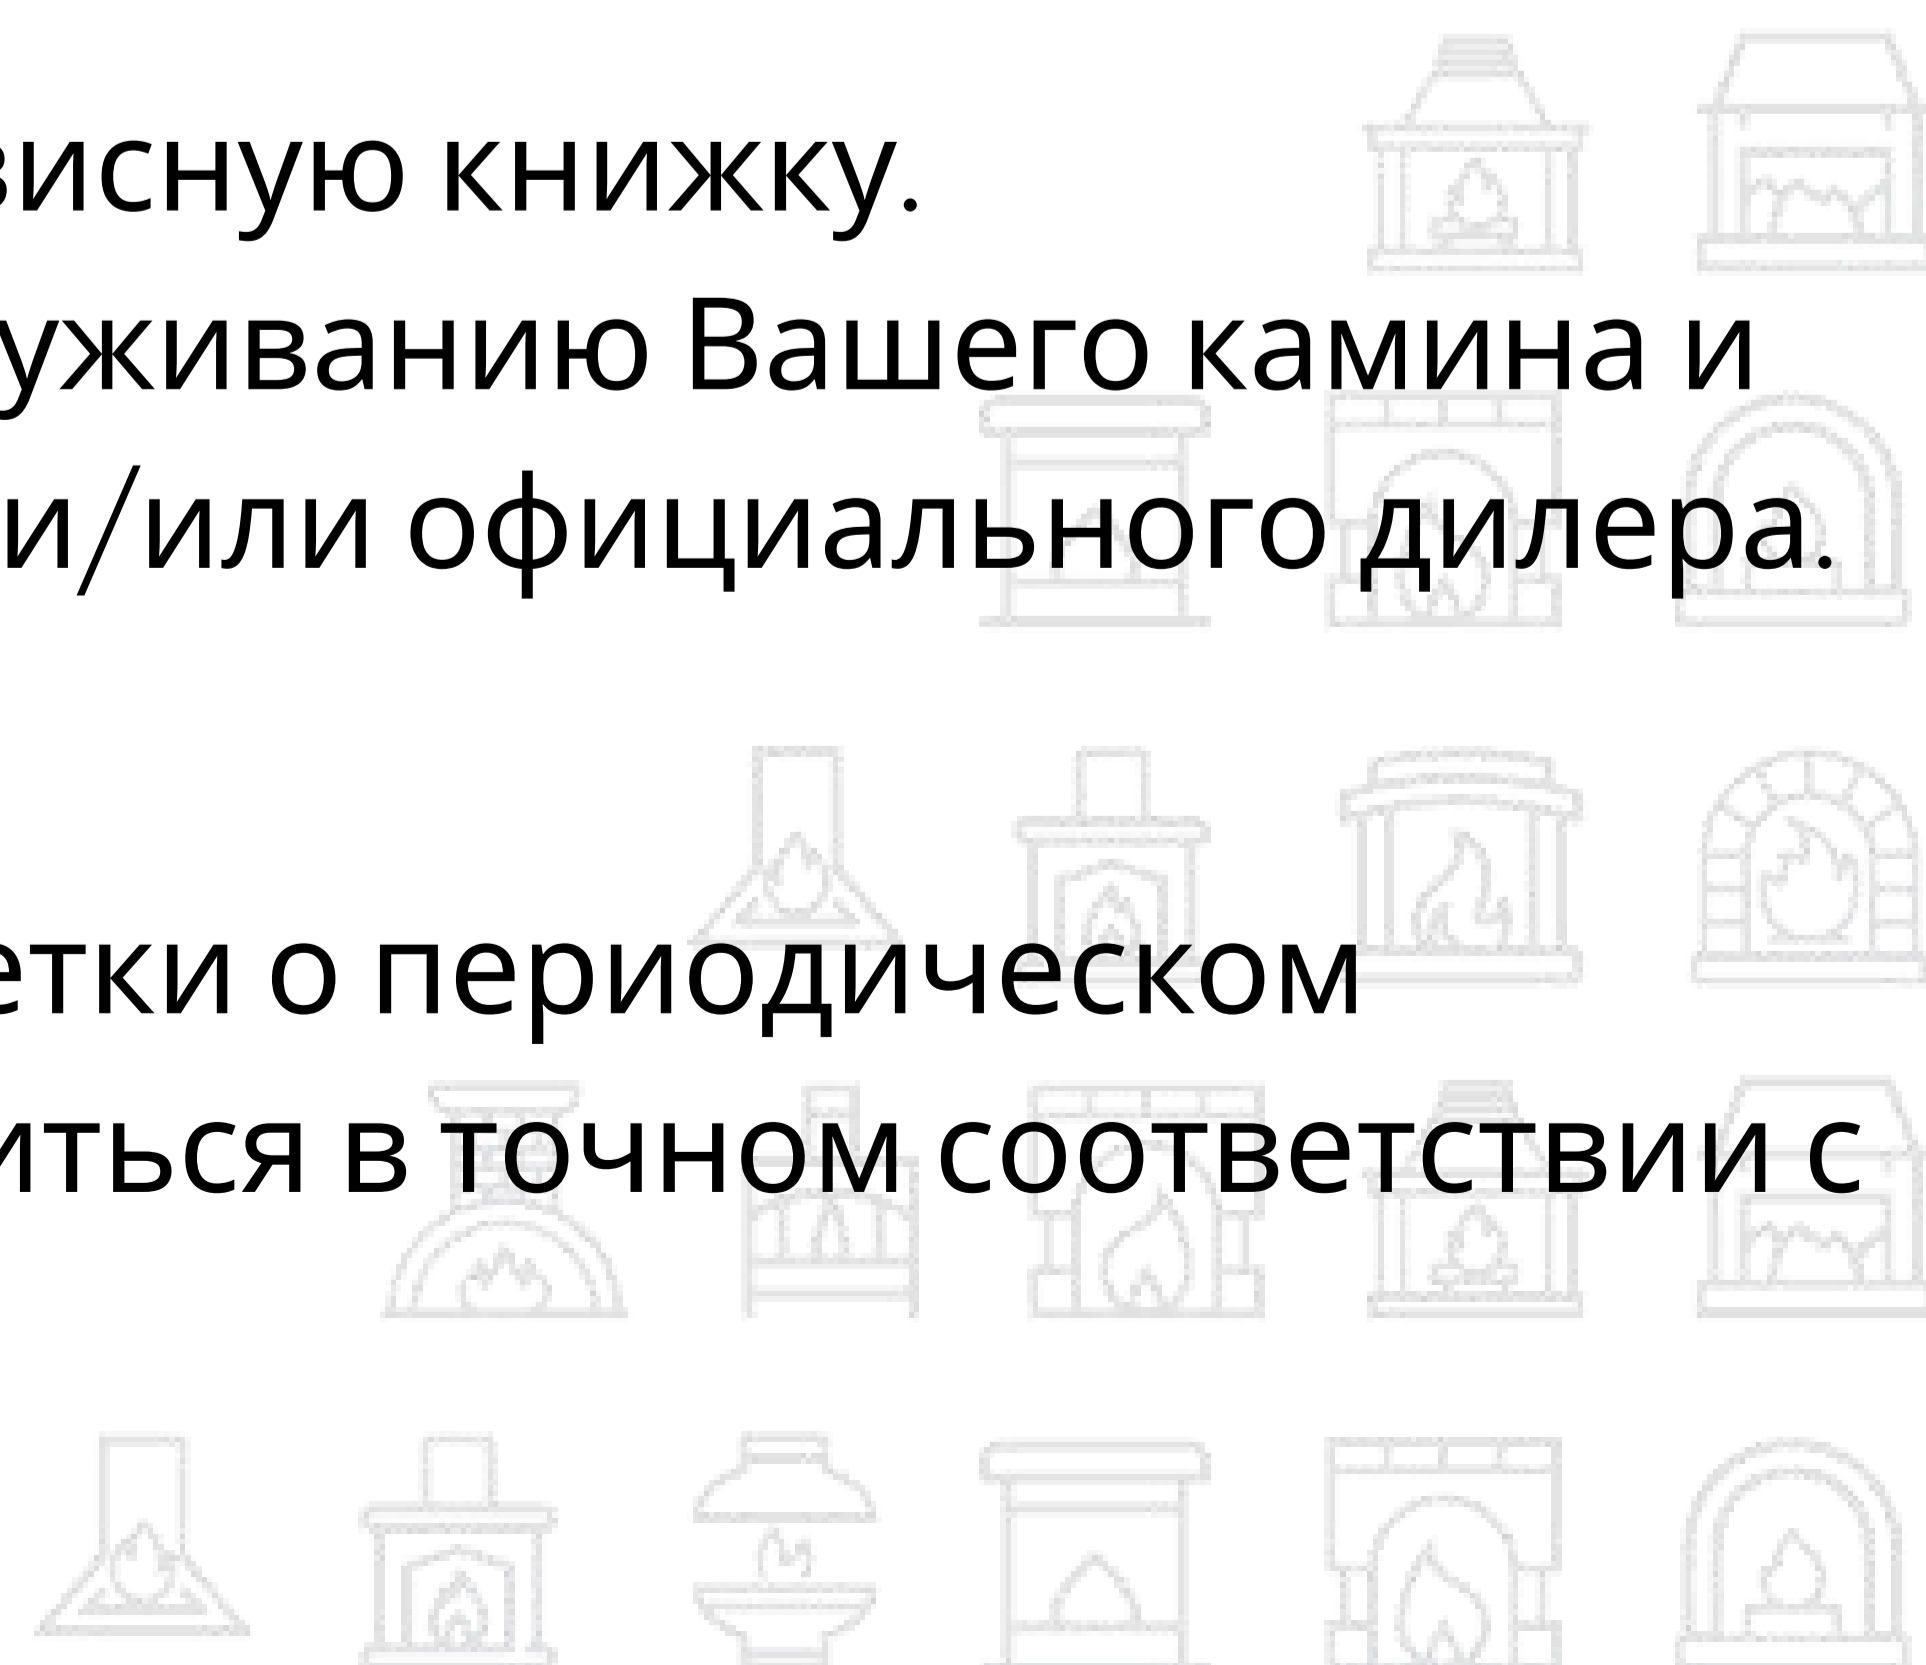 висную книжку.
уживанию Вашего камина и
и/или официального дилера.
етки о периодическом
иться в точном соответствии с